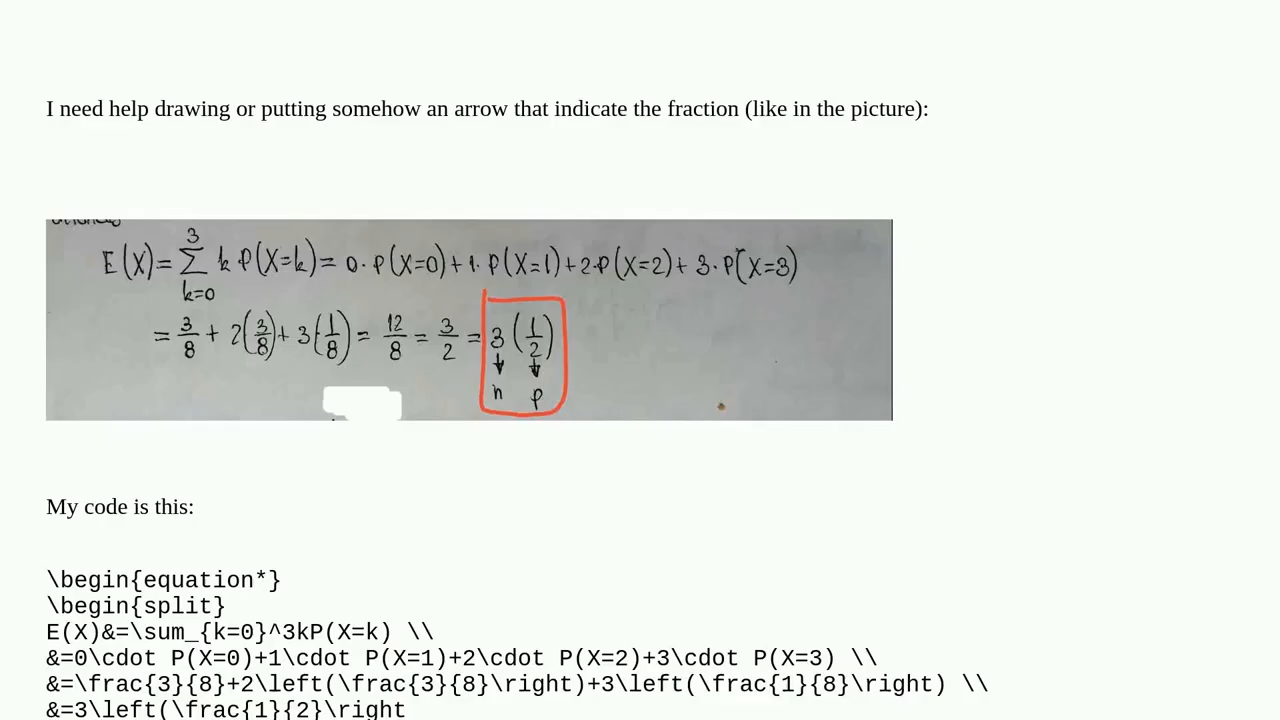 I need help drawing or putting somehow an arrow that indicate the fraction (like in the picture):
E(X)= 3 ∑ k=0 k P(X=k)= 0· P(X=0)+1· P(X=1)+2·P(X=2)+ 3·P(X=3)
= 3/8 + 2(3/8)+ 3(1/8)= 12/8 = 3/2 = 3(1/2)
↓ ↓
n p
My code is this:
\begin{equation*}
\begin{split}
E(X)&=\sum_{k=0}^3kP(X=k) \\
&=0\cdot P(X=0)+1\cdot P(X=1)+2\cdot P(X=2)+3\cdot P(X=3) \\
&=\frac{3}{8}+2\left(\frac{3}{8}\right)+3\left(\frac{1}{8}\right) \\
&=3\left(\frac{1}{2}\right